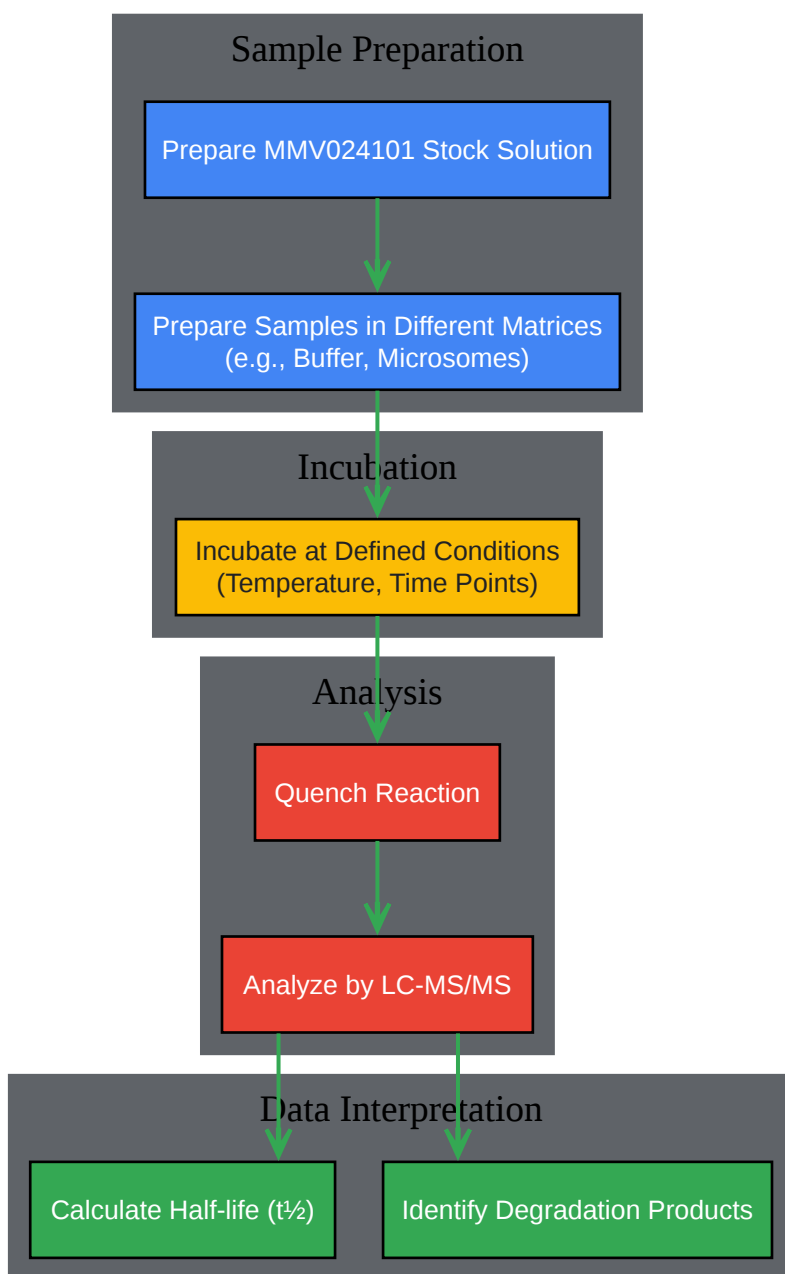 Sample Preparation
Prepare MMV024101 Stock Solution
Prepare Samples in Different Matrices
(e.g., Buffer, Microsomes)
Incubation
Incubate at Defined Conditions
(Temperature, Time Points)
Analysis
Quench Reaction
Analyze by LC-MS/MS
Data Interpretation
Calculate Half-life (t½)
Identify Degradation Products